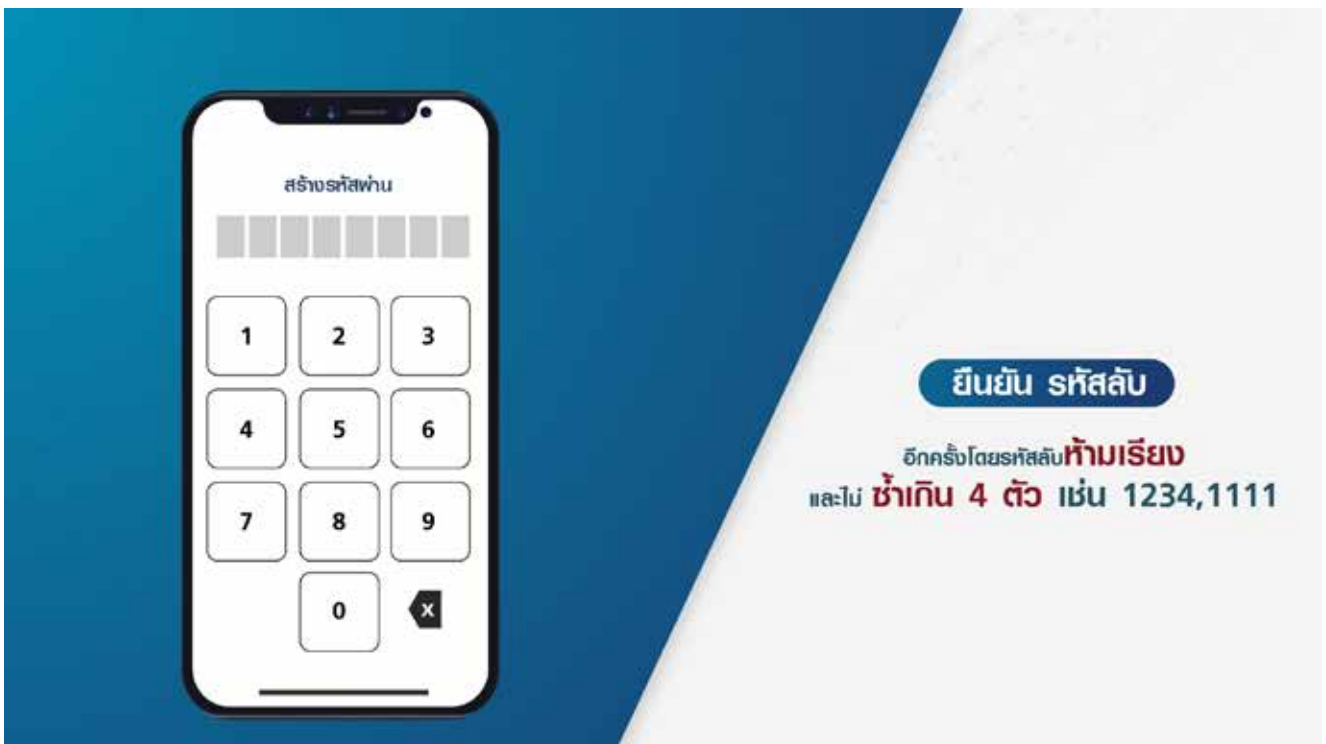 สร้างรหัสผ่าน
1 2 3
4 5 6
7 8 9
0 X
ยืนยัน รหัสลับ
อีกครั้งโดยรหัสลับห้ามเรียง
และไม่ ซ้ำเกิน 4 ตัว เช่น 1234,1111